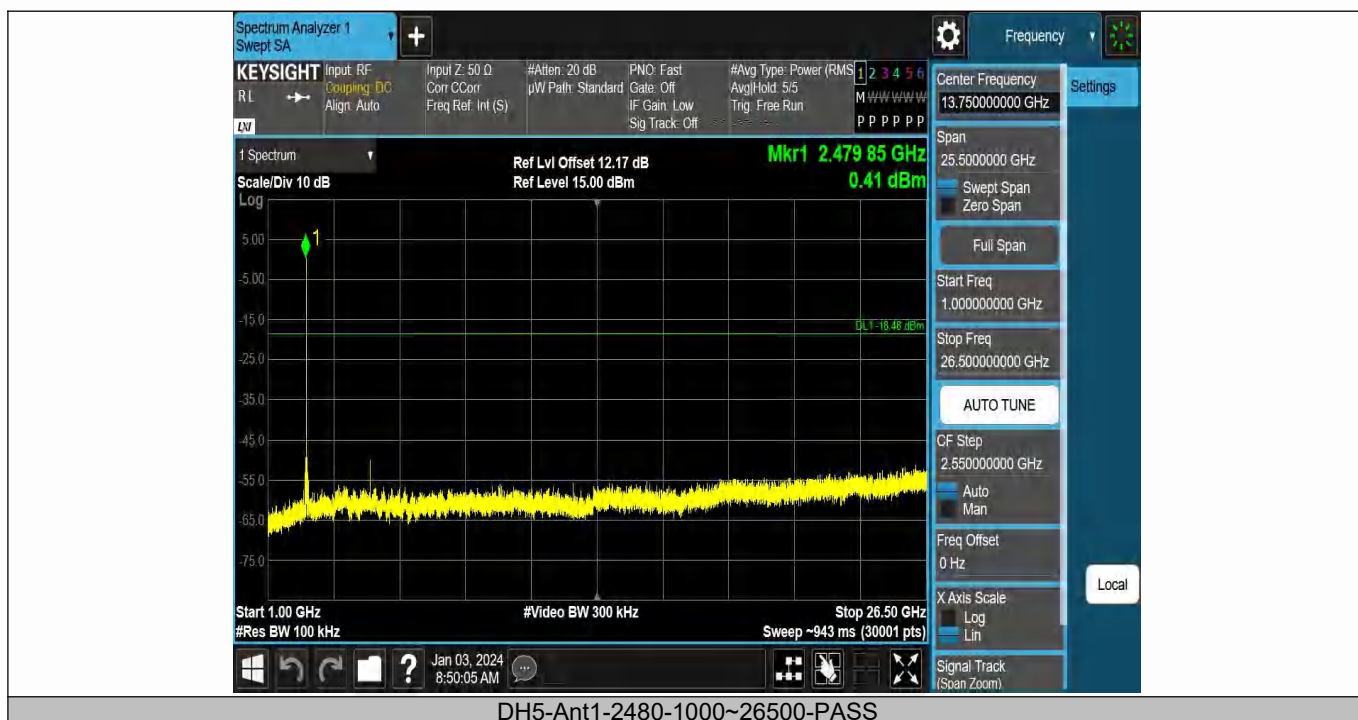 Spectrum Analyzer 1
Swept SA
Frequency
KEYSIGHT
R L
LXI
Input: RF
Coupling: DC
Align: Auto
Input Z: 50 Ω
Corr CCorr
Freq Ref: Int (S)
#Atten: 20 dB
µW Path: Standard
PNO: Fast
Gate: Off
IF Gain: Low
Sig Track: Off
#Avg Type: Power (RMS
Avg|Hold: 5/5
Trig: Free Run
1 2 3 4 5 6
M W W W W W
P P P P P P
1 Spectrum
Scale/Div 10 dB
Log
Ref Lvl Offset 12.17 dB
Ref Level 15.00 dBm
Mkr1 2.479 85 GHz
0.41 dBm
1
5.00
-5.00
-15.0
DL1 -18.48 dBm
-25.0
-35.0
-45.0
-55.0
-65.0
-75.0
Start 1.00 GHz
#Res BW 100 kHz
#Video BW 300 kHz
Stop 26.50 GHz
Sweep ~943 ms (30001 pts)
Jan 03, 2024
8:50:05 AM
?
Center Frequency
13.750000000 GHz
Settings
Span
25.5000000 GHz
Swept Span
Zero Span
Full Span
Start Freq
1.000000000 GHz
Stop Freq
26.500000000 GHz
AUTO TUNE
CF Step
2.550000000 GHz
Auto
Man
Freq Offset
0 Hz
X Axis Scale
Log
Lin
Local
Signal Track
(Span Zoom)
DH5-Ant1-2480-1000~26500-PASS